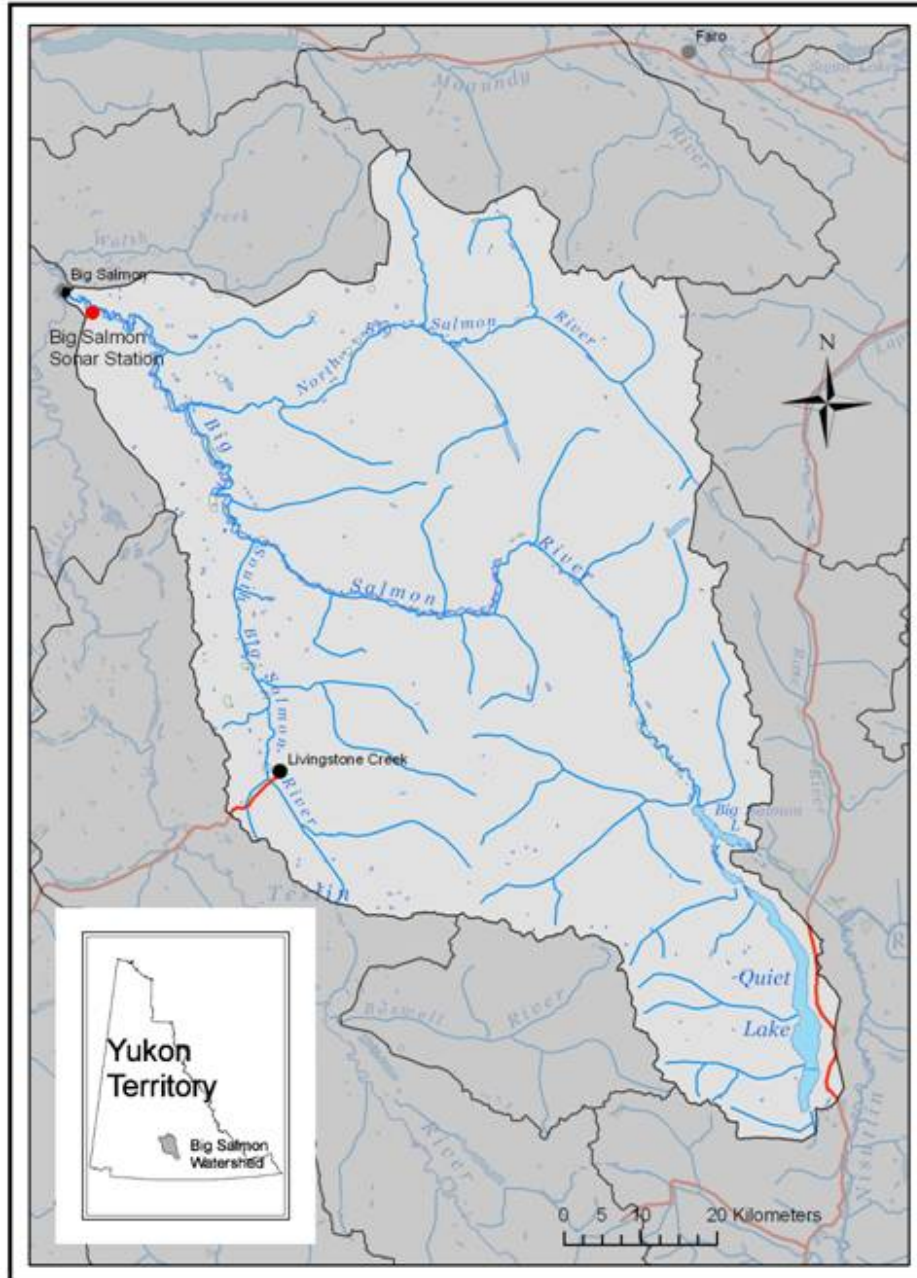 Faro
Magundy
River
Walsh
Creek
Big Salmon
Big Salmon
Sonar Station
North Big Salmon River
N
Big
Salmon
River
South
Big Salmon
River
Livingstone Creek
Big Salmon
L
Teslin
Quiet
Lake
Boswell River
River
Nisutlin
Yukon
Territory
Big Salmon
Watershed
0 5 10 20 Kilometers